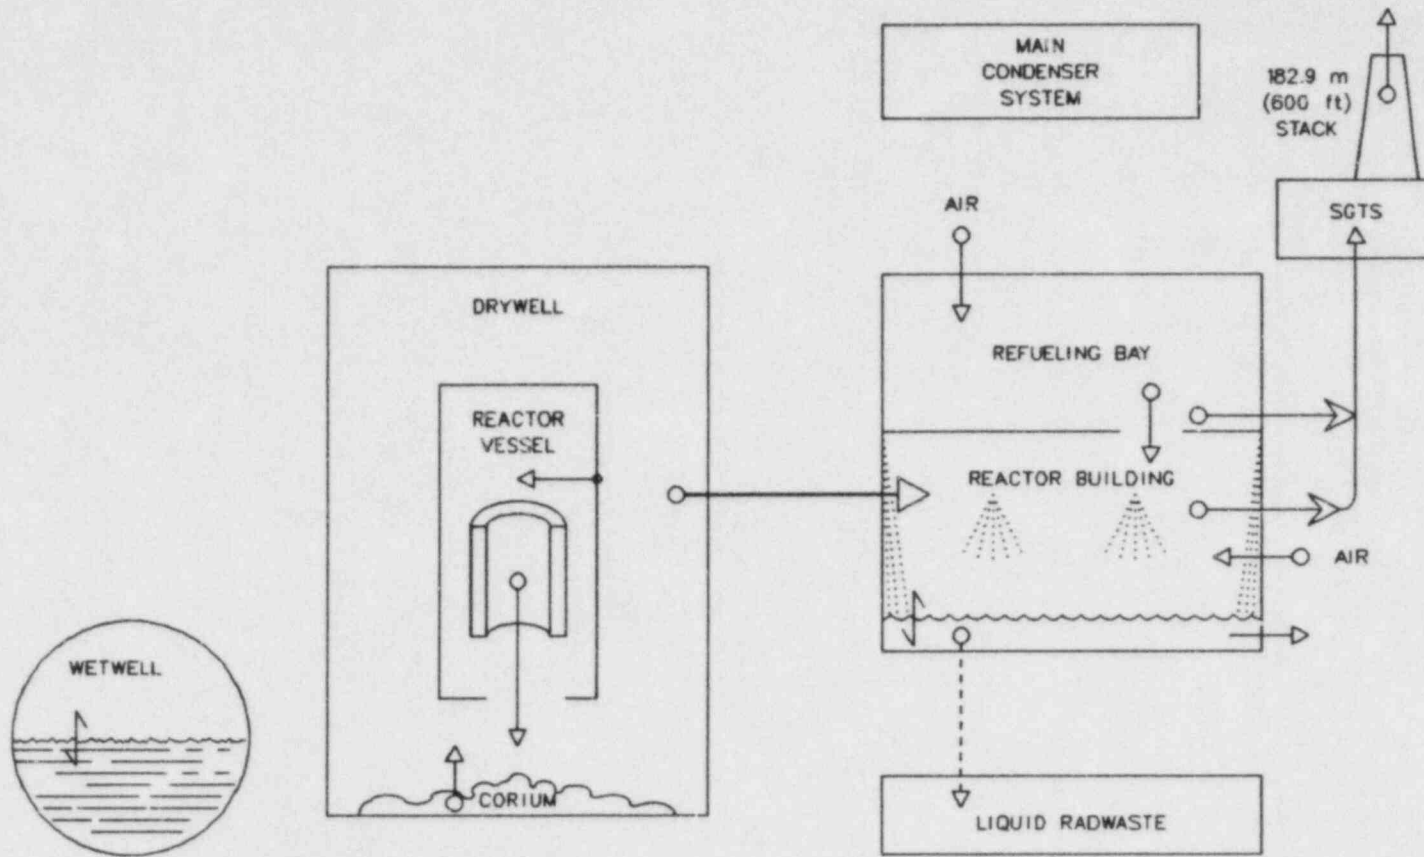 MAIN
CONDENSER
SYSTEM
182.9 m
(600 ft)
STACK
AIR
SGTS
DRYWELL
REFUELING BAY
REACTOR
VESSEL
REACTOR BUILDING
AIR
WETWELL
CORIUM
LIQUID RADWASTE